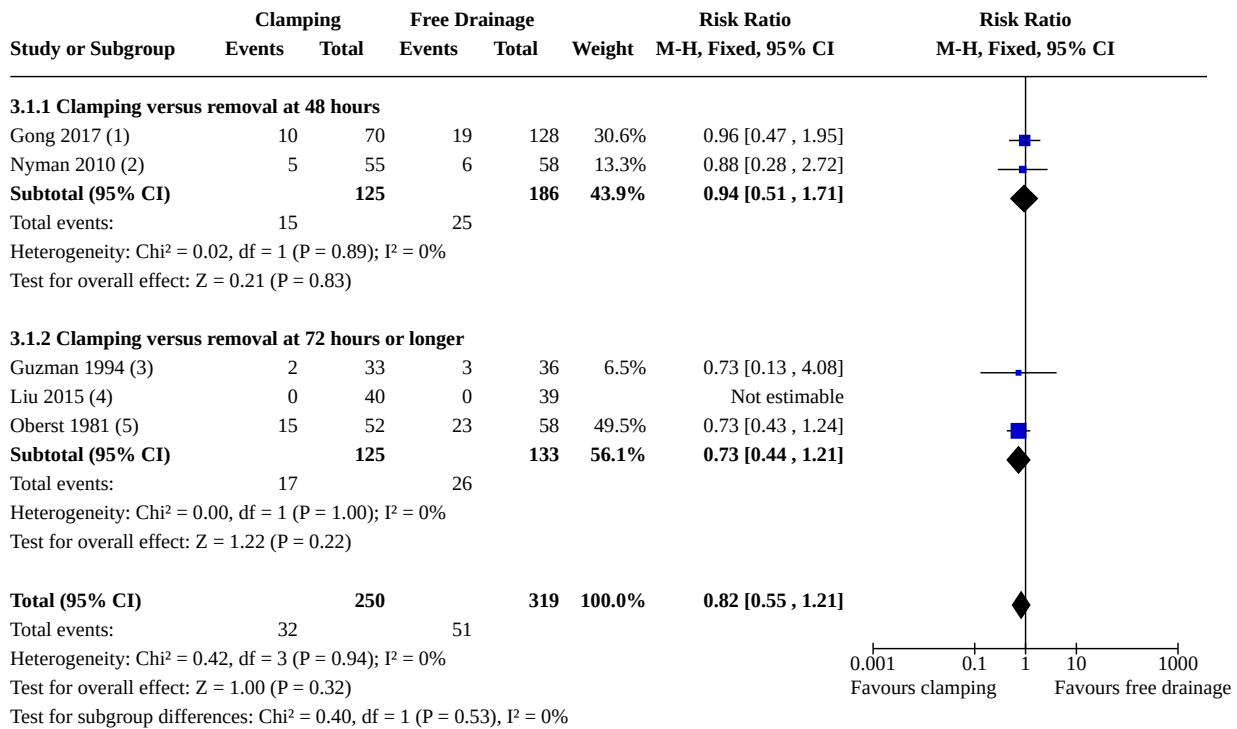 Clamping Free Drainage Risk Ratio Risk Ratio
Study or Subgroup Events Total Events Total Weight M-H, Fixed, 95% CI M-H, Fixed, 95% CI
3.1.1 Clamping versus removal at 48 hours
Gong 2017 (1) 10 70 19 128 30.6% 0.96 [0.47 , 1.95]
Nyman 2010 (2) 5 55 6 58 13.3% 0.88 [0.28 , 2.72]
Subtotal (95% CI) 125 186 43.9% 0.94 [0.51 , 1.71]
Total events: 15 25
Heterogeneity: Chi² = 0.02, df = 1 (P = 0.89); I² = 0%
Test for overall effect: Z = 0.21 (P = 0.83)
3.1.2 Clamping versus removal at 72 hours or longer
Guzman 1994 (3) 2 33 3 36 6.5% 0.73 [0.13 , 4.08]
Liu 2015 (4) 0 40 0 39 Not estimable
Oberst 1981 (5) 15 52 23 58 49.5% 0.73 [0.43 , 1.24]
Subtotal (95% CI) 125 133 56.1% 0.73 [0.44 , 1.21]
Total events: 17 26
Heterogeneity: Chi² = 0.00, df = 1 (P = 1.00); I² = 0%
Test for overall effect: Z = 1.22 (P = 0.22)
Total (95% CI) 250 319 100.0% 0.82 [0.55 , 1.21]
Total events: 32 51
Heterogeneity: Chi² = 0.42, df = 3 (P = 0.94); I² = 0%
Test for overall effect: Z = 1.00 (P = 0.32)
Test for subgroup differences: Chi² = 0.40, df = 1 (P = 0.53), I² = 0%
0.001 0.1 1 10 1000
Favours clamping Favours free drainage